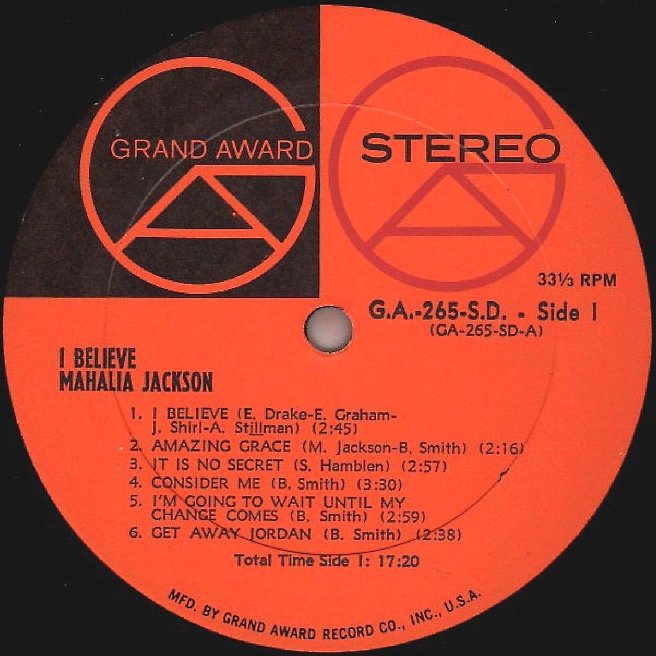 GRAND AWARD
STEREO
33⅓ RPM
G.A.-265-S.D. - Side 1
(GA-265-SD-A)
I BELIEVE
MAHALIA JACKSON
1. I BELIEVE (E. Drake-E. Graham-
J. Shirl-A. Stillman) (2:45)
2. AMAZING GRACE (M. Jackson-B. Smith) (2:16)
3. IT IS NO SECRET (S. Hamblen) (2:57)
4. CONSIDER ME (B. Smith) (3:30)
5. I'M GOING TO WAIT UNTIL MY
CHANGE COMES (B. Smith) (2:59)
6. GET AWAY JORDAN (B. Smith) (2:38)
Total Time Side 1: 17:20
MFD. BY GRAND AWARD RECORD CO., INC., U.S.A.